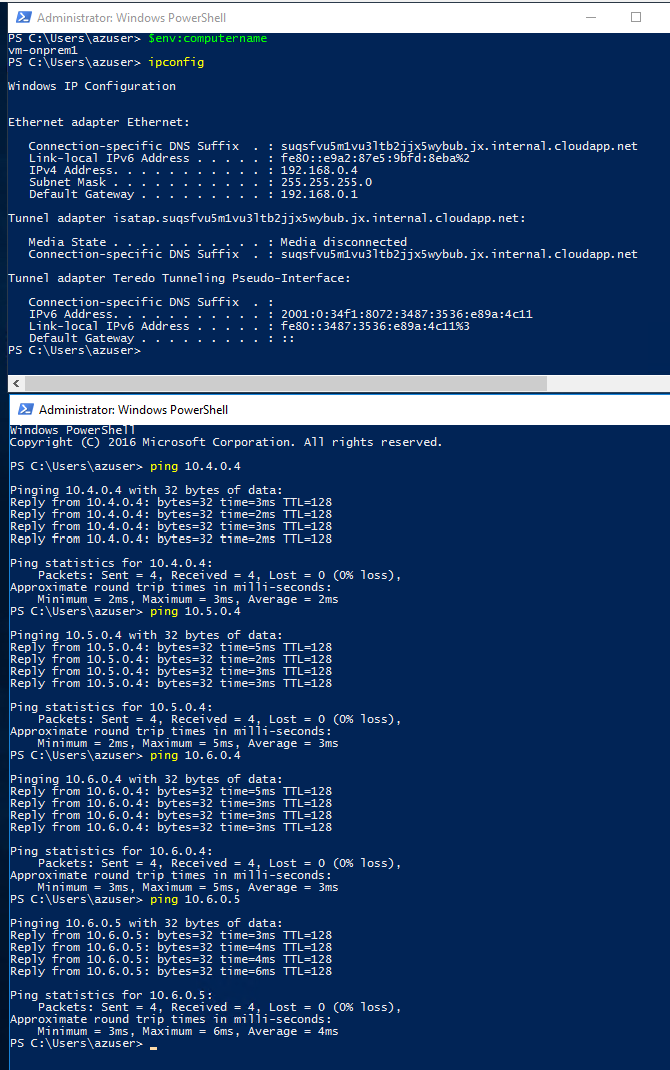 Administrator: Windows PowerShell
PS C:\Users\azuser> $env:computername
vm-onprem1
PS C:\Users\azuser> ipconfig
Windows IP Configuration
Ethernet adapter Ethernet:
   Connection-specific DNS Suffix  . : suqsfvu5m1vu3ltb2jjx5wybub.jx.internal.cloudapp.net
   Link-local IPv6 Address . . . . . : fe80::e9a2:87e5:9bfd:8eba%2
   IPv4 Address. . . . . . . . . . . : 192.168.0.4
   Subnet Mask . . . . . . . . . . . : 255.255.255.0
   Default Gateway . . . . . . . . . : 192.168.0.1
Tunnel adapter isatap.suqsfvu5m1vu3ltb2jjx5wybub.jx.internal.cloudapp.net:
   Media State . . . . . . . . . . . : Media disconnected
   Connection-specific DNS Suffix  . : suqsfvu5m1vu3ltb2jjx5wybub.jx.internal.cloudapp.net
Tunnel adapter Teredo Tunneling Pseudo-Interface:
   Connection-specific DNS Suffix  . :
   IPv6 Address. . . . . . . . . . . : 2001:0:34f1:8072:3487:3536:e89a:4c11
   Link-local IPv6 Address . . . . . : fe80::3487:3536:e89a:4c11%3
   Default Gateway . . . . . . . . . : ::
PS C:\Users\azuser>
Administrator: Windows PowerShell
Windows PowerShell
Copyright (C) 2016 Microsoft Corporation. All rights reserved.
PS C:\Users\azuser> ping 10.4.0.4
Pinging 10.4.0.4 with 32 bytes of data:
Reply from 10.4.0.4: bytes=32 time=3ms TTL=128
Reply from 10.4.0.4: bytes=32 time=2ms TTL=128
Reply from 10.4.0.4: bytes=32 time=3ms TTL=128
Reply from 10.4.0.4: bytes=32 time=2ms TTL=128
Ping statistics for 10.4.0.4:
    Packets: Sent = 4, Received = 4, Lost = 0 (0% loss),
Approximate round trip times in milli-seconds:
    Minimum = 2ms, Maximum = 3ms, Average = 2ms
PS C:\Users\azuser> ping 10.5.0.4
Pinging 10.5.0.4 with 32 bytes of data:
Reply from 10.5.0.4: bytes=32 time=5ms TTL=128
Reply from 10.5.0.4: bytes=32 time=2ms TTL=128
Reply from 10.5.0.4: bytes=32 time=3ms TTL=128
Reply from 10.5.0.4: bytes=32 time=3ms TTL=128
Ping statistics for 10.5.0.4:
    Packets: Sent = 4, Received = 4, Lost = 0 (0% loss),
Approximate round trip times in milli-seconds:
    Minimum = 2ms, Maximum = 5ms, Average = 3ms
PS C:\Users\azuser> ping 10.6.0.4
Pinging 10.6.0.4 with 32 bytes of data:
Reply from 10.6.0.4: bytes=32 time=5ms TTL=128
Reply from 10.6.0.4: bytes=32 time=3ms TTL=128
Reply from 10.6.0.4: bytes=32 time=3ms TTL=128
Reply from 10.6.0.4: bytes=32 time=3ms TTL=128
Ping statistics for 10.6.0.4:
    Packets: Sent = 4, Received = 4, Lost = 0 (0% loss),
Approximate round trip times in milli-seconds:
    Minimum = 3ms, Maximum = 5ms, Average = 3ms
PS C:\Users\azuser> ping 10.6.0.5
Pinging 10.6.0.5 with 32 bytes of data:
Reply from 10.6.0.5: bytes=32 time=3ms TTL=128
Reply from 10.6.0.5: bytes=32 time=4ms TTL=128
Reply from 10.6.0.5: bytes=32 time=4ms TTL=128
Reply from 10.6.0.5: bytes=32 time=6ms TTL=128
Ping statistics for 10.6.0.5:
    Packets: Sent = 4, Received = 4, Lost = 0 (0% loss),
Approximate round trip times in milli-seconds:
    Minimum = 3ms, Maximum = 6ms, Average = 4ms
PS C:\Users\azuser> _